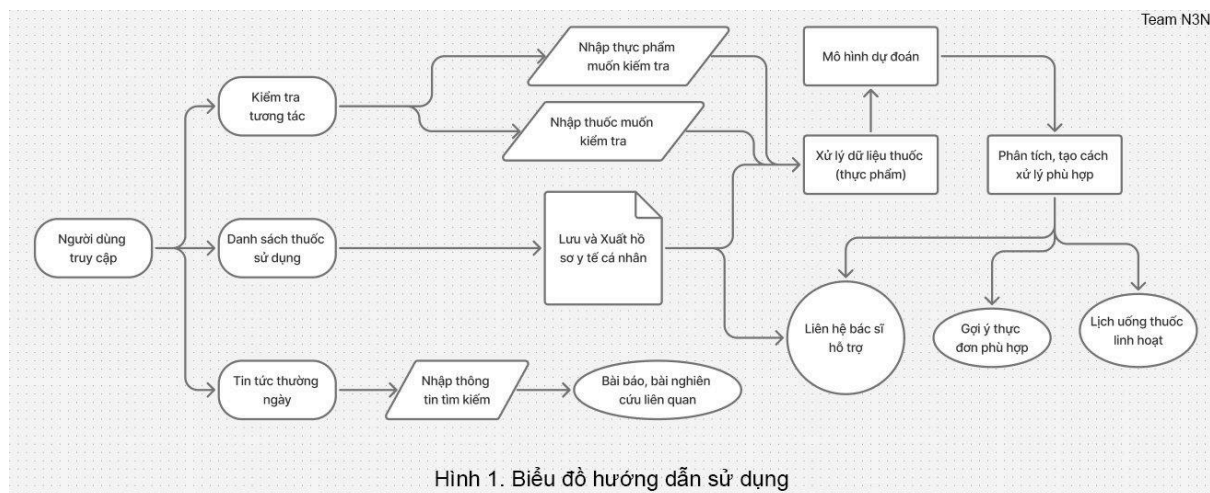 Team N3N
Nhập thực phẩm
muốn kiểm tra
Mô hình dự đoán
Kiểm tra
tương tác
Nhập thuốc muốn
kiểm tra
Xử lý dữ liệu thuốc
(thực phẩm)
Phân tích, tạo cách
xử lý phù hợp
Người dùng
truy cập
Danh sách thuốc
sử dụng
Lưu và Xuất hồ
sơ y tế cá nhân
Liên hệ bác sĩ
hỗ trợ
Gợi ý thực
đơn phù hợp
Lịch uống thuốc
linh hoạt
Tin tức thường
ngày
Nhập thông
tin tìm kiếm
Bài báo, bài nghiên
cứu liên quan
Hình 1. Biểu đồ hướng dẫn sử dụng